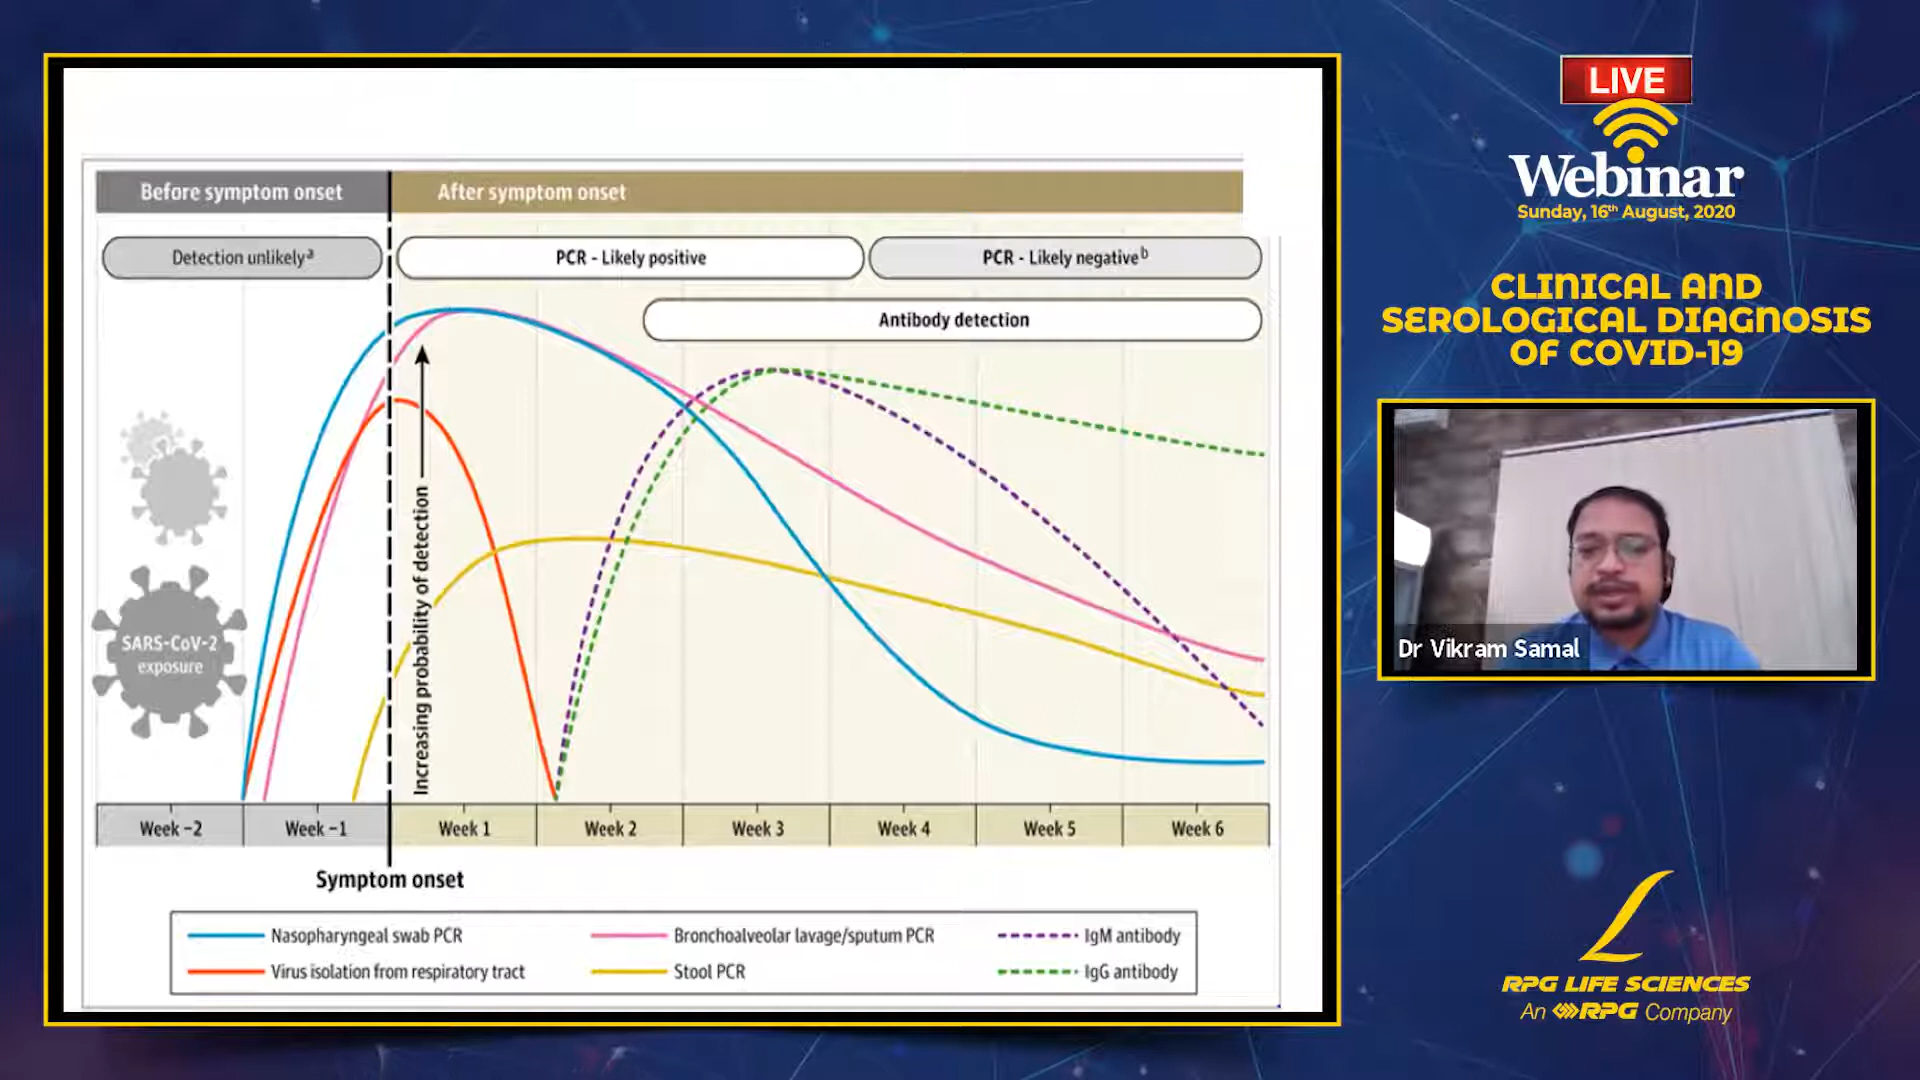 Before symptom onset
After symptom onset
Detection unlikelyᵃ
PCR - Likely positive
PCR - Likely negativeᵇ
Antibody detection
Increasing probability of detection
SARS-CoV-2
exposure
Week −2
Week −1
Week 1
Week 2
Week 3
Week 4
Week 5
Week 6
Symptom onset
Nasopharyngeal swab PCR
Bronchoalveolar lavage/sputum PCR
IgM antibody
Virus isolation from respiratory tract
Stool PCR
IgG antibody
LIVE
Webinar
Sunday, 16th August, 2020
CLINICAL AND
SEROLOGICAL DIAGNOSIS
OF COVID-19
Dr Vikram Samal
RPG LIFE SCIENCES
An RPG Company